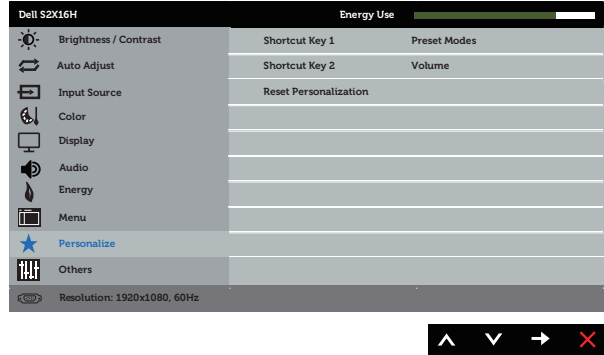 Dell S2X16H Energy Use
Brightness / Contrast Shortcut Key 1 Preset Modes
Auto Adjust Shortcut Key 2 Volume
Input Source Reset Personalization
Color
Display
Audio
Energy
Menu
Personalize
Others
Resolution: 1920x1080, 60Hz